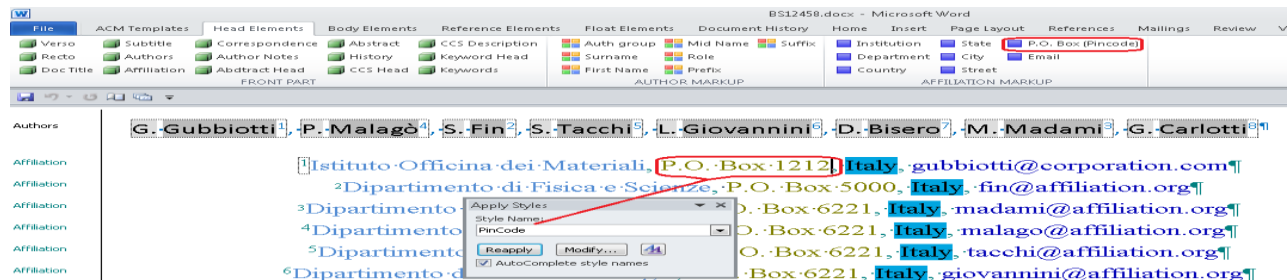 W BS12458.docx - Microsoft Word
File ACM Templates Head Elements Body Elements Reference Elements Float Elements Document History Home Insert Page Layout References Mailings Review V
Verso Subtitle Correspondence Abstract CCS Description Auth group Mid Name Suffix Institution State P.O. Box (Pincode)
Recto Authors Author Notes History Keyword Head Surname Role Department City Email
Doc Title Affiliation Abdtract Head CCS Head Keywords First Name Prefix Country Street
FRONT PART AUTHOR MARKUP AFFILIATION MARKUP
Authors G.·Gubbiotti1,·P.·Malagò4,·S.·Fin2,·S.·Tacchi5,·L.·Giovannini6,·D.·Bisero7,·M.·Madami3,·G.·Carlotti8¶
Affiliation 1Istituto·Officina·dei·Materiali,·P.O.·Box·1212,·Italy,·gubbiotti@corporation.com¶
Affiliation 2Dipartimento·di·Fisica·e·Scienze,·P.O.·Box·5000,·Italy,·fin@affiliation.org¶
Affiliation 3Dipartimento Apply Styles O.·Box·6221,·Italy,·madami@affiliation.org¶
Style Name:
Affiliation 4Dipartimento PinCode O.·Box·6221,·Italy,·malago@affiliation.org¶
Affiliation 5Dipartimento Reapply Modify... O.·Box·6221,·Italy,·tacchi@affiliation.org¶
AutoComplete style names
Affiliation 6Dipartimento·d ·Box·6221,·Italy,·giovannini@affiliation.org¶